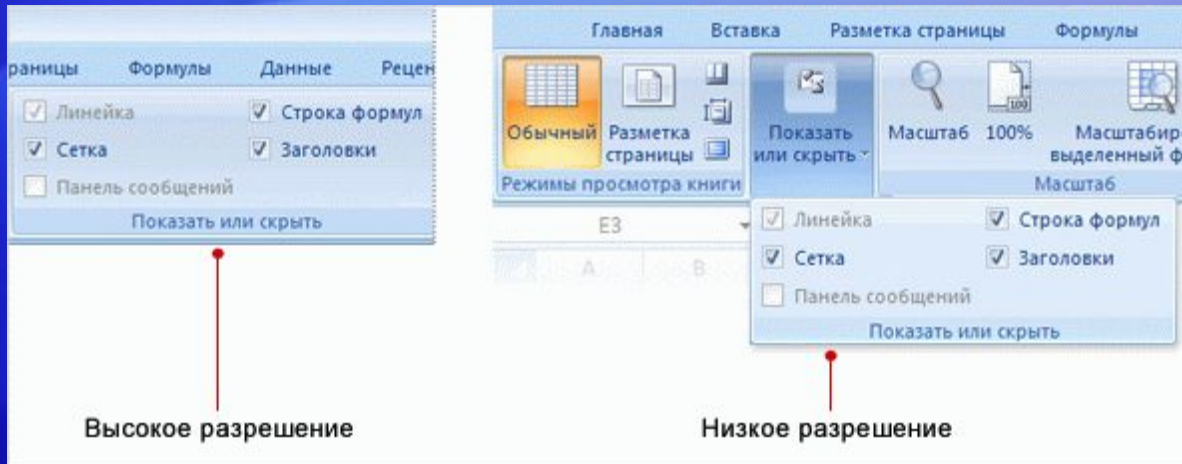 раницы Формулы Данные Рецен
Линейка Строка формул
Сетка Заголовки
Панель сообщений
Показать или скрыть
Высокое разрешение
Главная Вставка Разметка страницы Формулы
Обычный Разметка страницы Показать или скрыть Масштаб 100% Масштабир выделенный ф
100
Режимы просмотра книги Масштаб
E3
A B
Линейка Строка формул
Сетка Заголовки
Панель сообщений
Показать или скрыть
Низкое разрешение